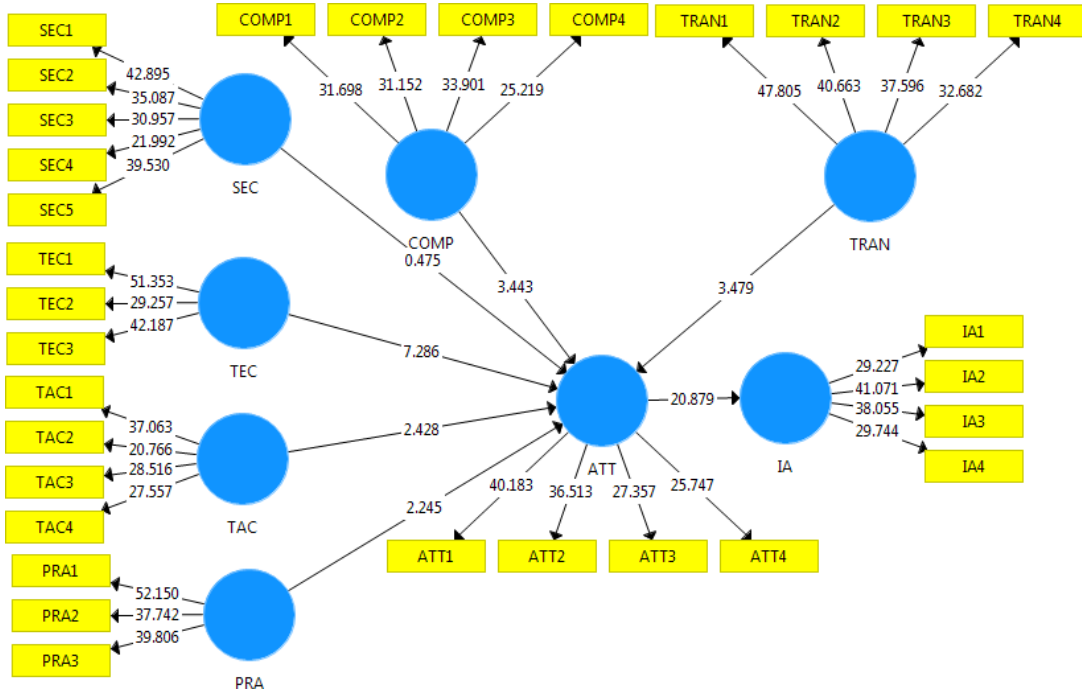 COMP1
COMP2
COMP3
COMP4
TRAN1
TRAN2
TRAN3
TRAN4
SEC1
SEC2
SEC3
SEC4
SEC5
42.895
35.087
30.957
21.992
39.530
SEC
31.698
31.152
33.901
25.219
COMP
47.805
40.663
37.596
32.682
TRAN
0.475
3.443
3.479
TEC1
TEC2
TEC3
51.353
29.257
42.187
TEC
7.286
TAC1
TAC2
TAC3
TAC4
37.063
20.766
28.516
27.557
TAC
2.428
ATT
20.879
IA
29.227
41.071
38.055
29.744
IA1
IA2
IA3
IA4
2.245
40.183
36.513
27.357
25.747
ATT1
ATT2
ATT3
ATT4
PRA1
PRA2
PRA3
52.150
37.742
39.806
PRA